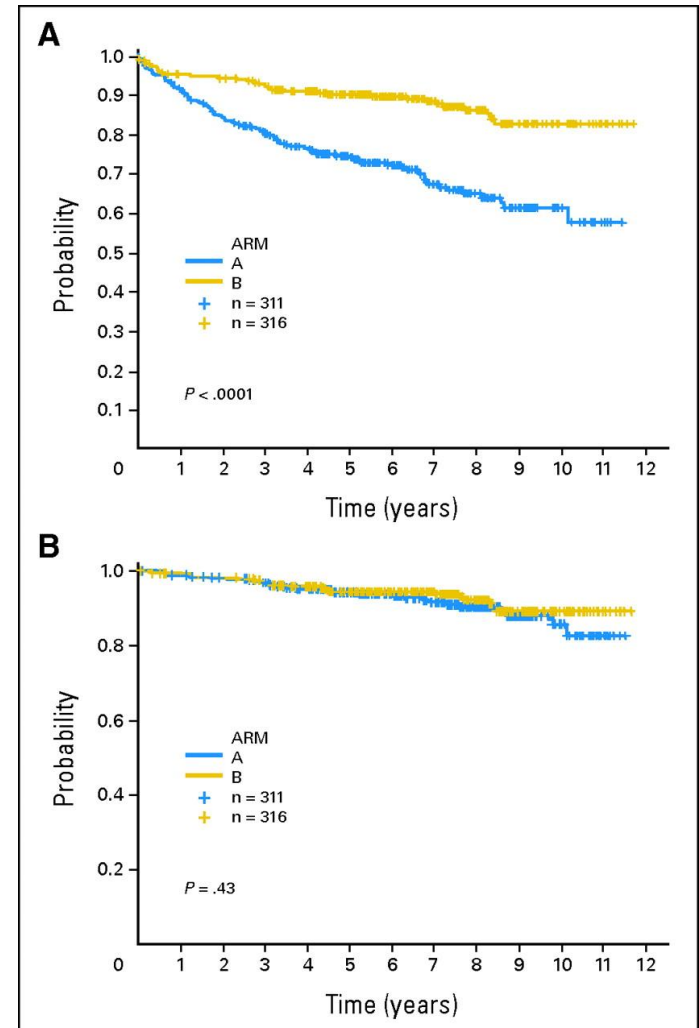 A
1.0
0.9
0.8
0.7
0.6
0.5
0.4
0.3
0.2
0.1
Probability
ARM
A
B
n = 311
n = 316
P < .0001
0 1 2 3 4 5 6 7 8 9 10 11 12
Time (years)
B
1.0
0.8
0.6
0.4
0.2
Probability
ARM
A
B
n = 311
n = 316
P = .43
0 1 2 3 4 5 6 7 8 9 10 11 12
Time (years)